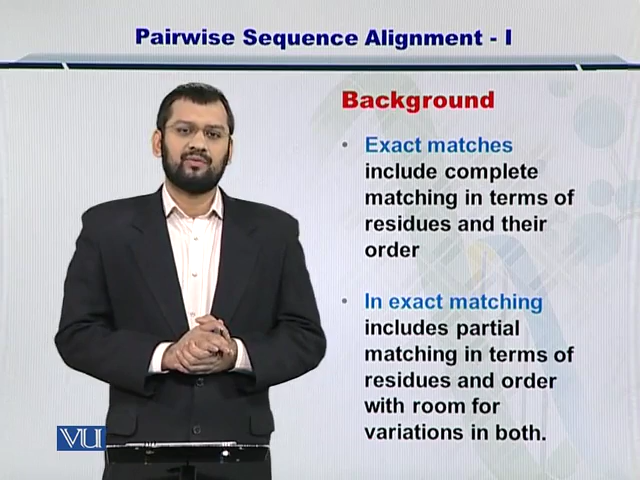 Pairwise Sequence Alignment - I
Background
• Exact matches
include complete
matching in terms of
residues and their
order
• In exact matching
includes partial
matching in terms of
residues and order
with room for
variations in both.
VU